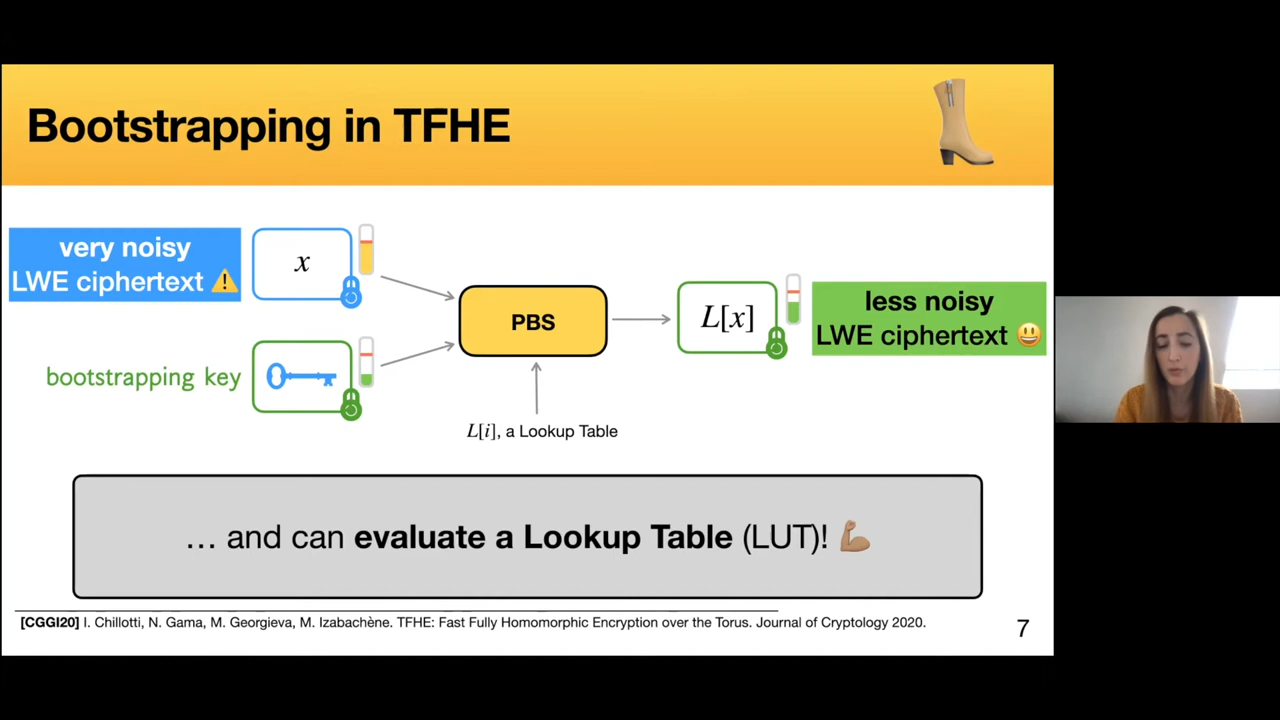 Bootstrapping in TFHE
very noisy
LWE ciphertext ⚠️
x
bootstrapping key
PBS
L[i], a Lookup Table
L[x]
less noisy
LWE ciphertext 😃
… and can evaluate a Lookup Table (LUT)! 💪🏽
[CGGI20] I. Chillotti, N. Gama, M. Georgieva, M. Izabachène. TFHE: Fast Fully Homomorphic Encryption over the Torus. Journal of Cryptology 2020.
7